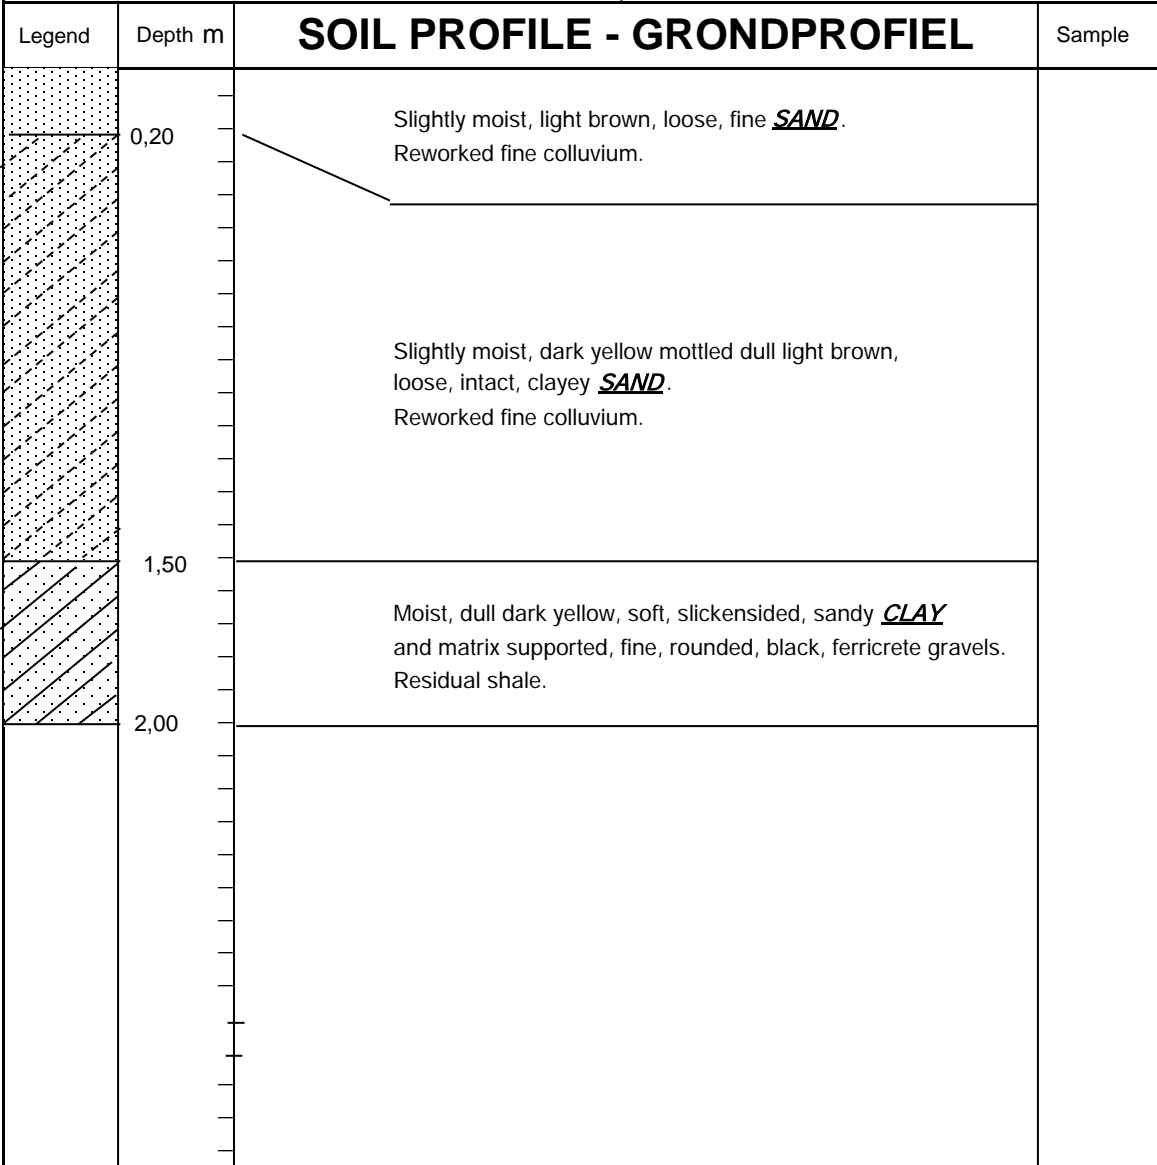 Legend
Depth m
SOIL PROFILE - GRONDPROFIEL
Sample
Slightly moist, light brown, loose, fine SAND.
0,20
Reworked fine colluvium.
Slightly moist, dark yellow mottled dull light brown,
loose, intact, clayey SAND.
Reworked fine colluvium.
1,50
Moist, dull dark yellow, soft, slickensided, sandy CLAY
and matrix supported, fine, rounded, black, ferricrete gravels.
Residual shale.
2,00